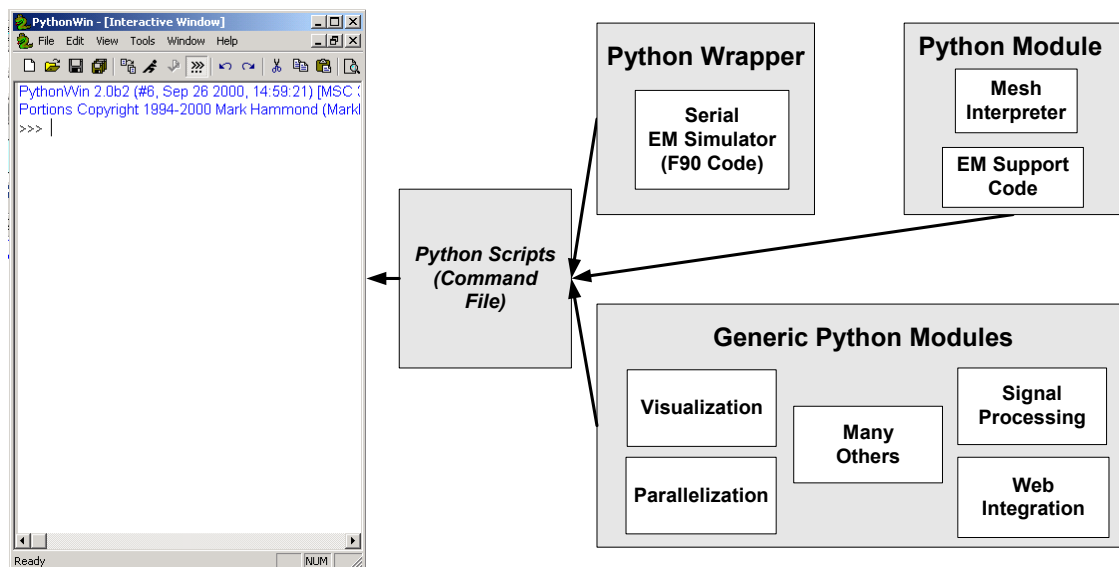 PythonWin - [Interactive Window]
File Edit View Tools Window Help
PythonWin 2.0b2 (#6, Sep 26 2000, 14:59:21) [MSC
Portions Copyright 1994-2000 Mark Hammond
>>>
Ready
NUM
Python Scripts
(Command
File)
Python Wrapper
Serial
EM Simulator
(F90 Code)
Python Module
Mesh
Interpreter
EM Support
Code
Generic Python Modules
Visualization
Parallelization
Many
Others
Signal
Processing
Web
Integration